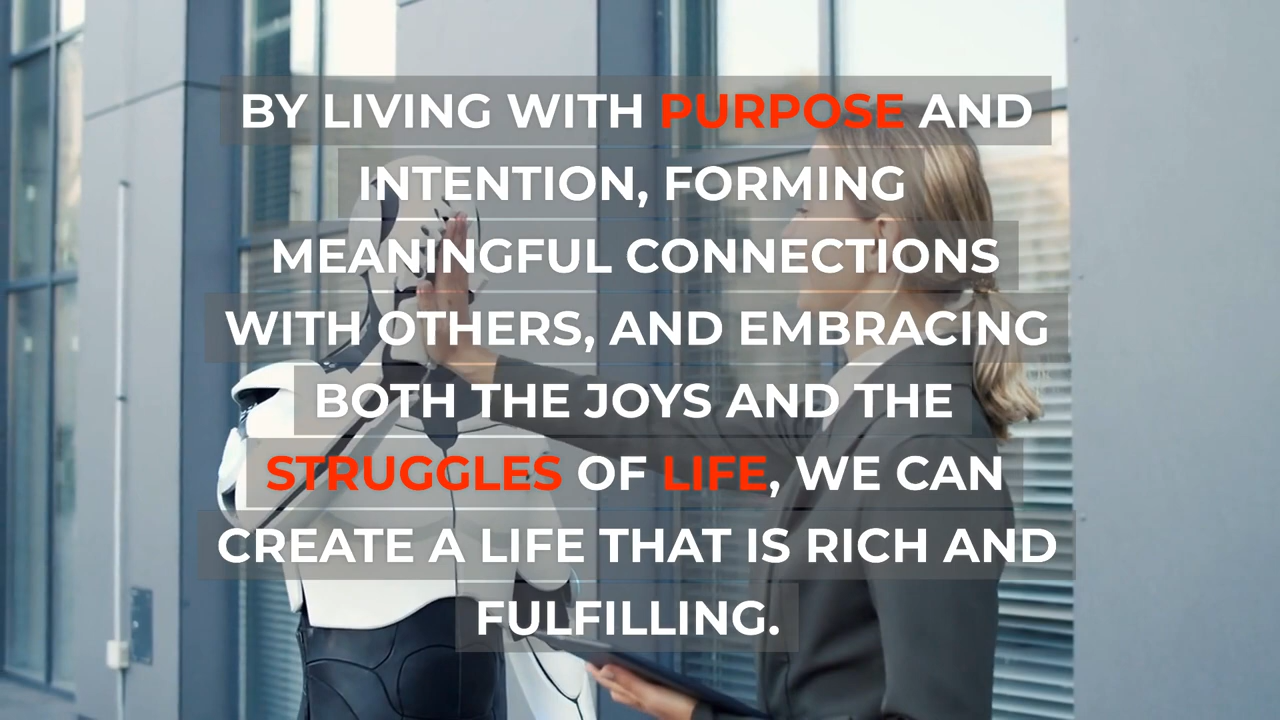 BY LIVING WITH PURPOSE AND
INTENTION, FORMING
MEANINGFUL CONNECTIONS
WITH OTHERS, AND EMBRACING
BOTH THE JOYS AND THE
STRUGGLES OF LIFE, WE CAN
CREATE A LIFE THAT IS RICH AND
FULFILLING.